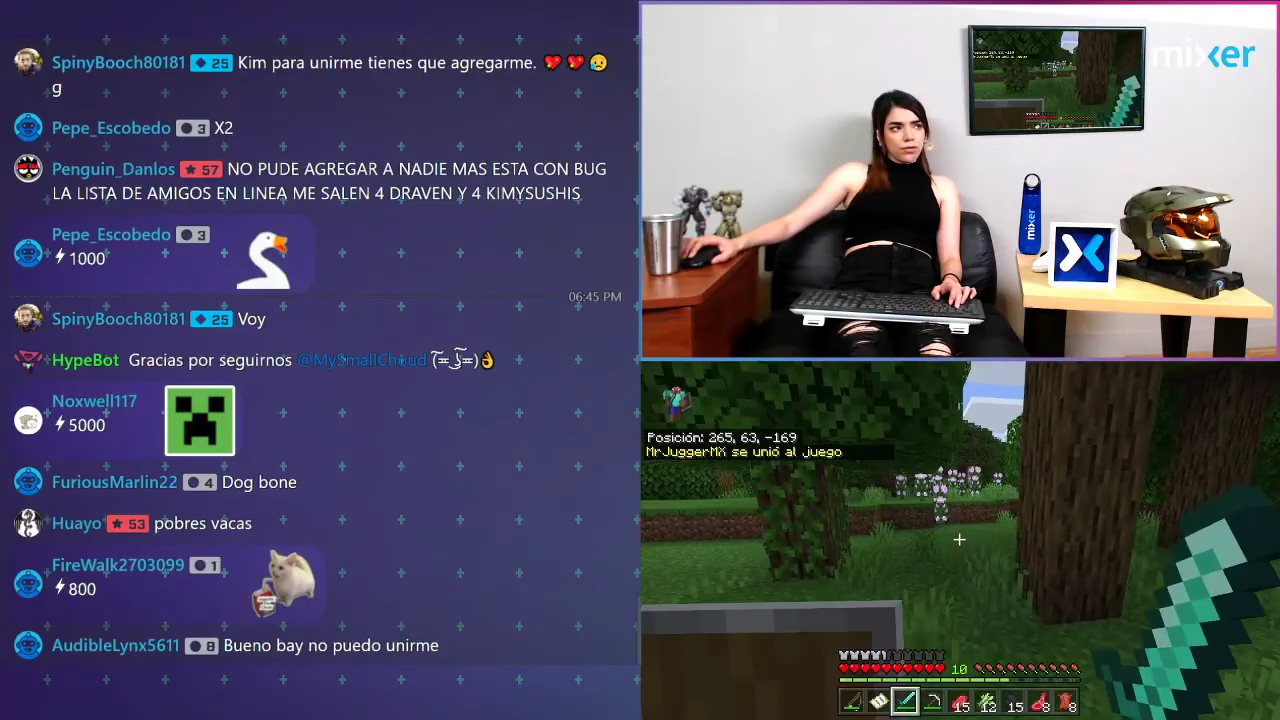 SpinyBooch80181 25 Kim para unirme tienes que agregarme.
g
Pepe_Escobedo 3 X2
Penguin_Danlos 57 NO PUDE AGREGAR A NADIE MAS ESTA CON BUG
LA LISTA DE AMIGOS EN LINEA ME SALEN 4 DRAVEN Y 4 KIMYSUSHIS
Pepe_Escobedo 3
1000
06:45 PM
SpinyBooch80181 25 Voy
HypeBot Gracias por seguirnos @MySmallChoud
Noxwell117
5000
FuriousMarlin22 4 Dog bone
Huayo 53 pobres vacas
FireWalk2703099 1
800
AudibleLynx5611 8 Bueno bay no puedo unirme
mixer
mixer
Posición: 265, 63, -169
MrJuggerMX se unió al juego
10
15 12 15 8 8